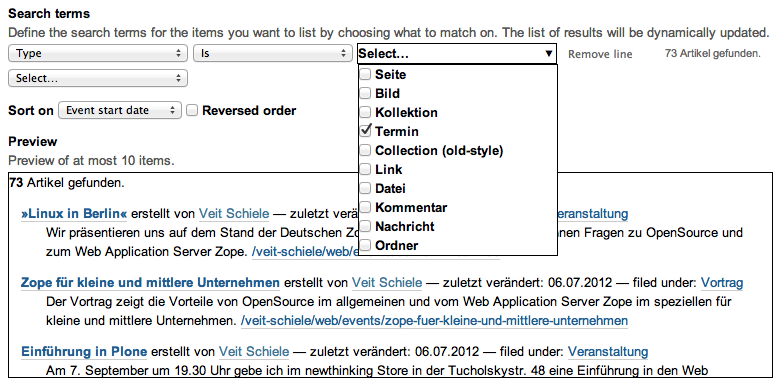 Search terms
Define the search terms for the items you want to list by choosing what to match on. The list of results will be dynamically updated.
Type Is Select... ▼ Remove line 73 Artikel gefunden.
Select...
Seite
Bild
Kollektion
Termin
Collection (old-style)
Link
Datei
Kommentar
Nachricht
Ordner
Sort on Event start date Reversed order
Preview
Preview of at most 10 items.
73 Artikel gefunden.
»Linux in Berlin« erstellt von Veit Schiele — zuletzt verä eranstaltung
Wir präsentieren uns auf dem Stand der Deutschen Zo nnen Fragen zu OpenSource und
zum Web Application Server Zope. /veit-schiele/web/e
Zope für kleine und mittlere Unternehmen erstellt von Veit Schiele — zuletzt verändert: 06.07.2012 — filed under: Vortrag
Der Vortrag zeigt die Vorteile von OpenSource im allgemeinen und vom Web Application Server Zope im speziellen für
kleine und mittlere Unternehmen. /veit-schiele/web/events/zope-fuer-kleine-und-mittlere-unternehmen
Einführung in Plone erstellt von Veit Schiele — zuletzt verändert: 06.07.2012 — filed under: Veranstaltung
Am 7. September um 19.30 Uhr gebe ich im newthinking Store in der Tucholskystr. 48 eine Einführung in den Web